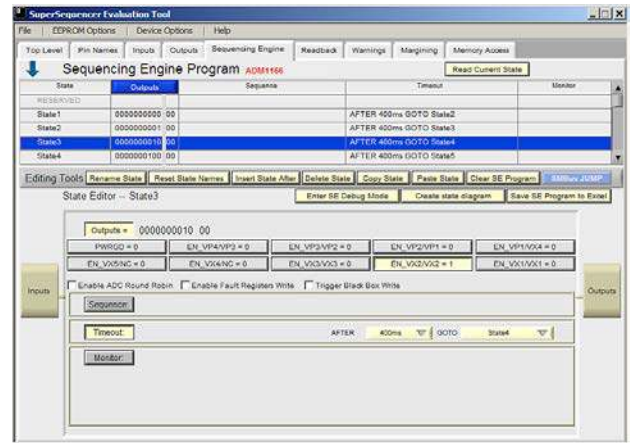 SuperSequencer Evaluation Tool
File EEPROM Options Device Options Help
Top Level Pin Names Inputs Outputs Sequencing Engine Readback Warnings Margining Memory Access
Sequencing Engine Program ADM1166 Read Current State
State Outputs Sequence Timeout Monitor
RESERVED
State1 0000000000 00 AFTER 400ms GOTO State2
State2 0000000001 00 AFTER 400ms GOTO State3
State3 0000000010 00 AFTER 400ms GOTO State4
State4 0000000100 00 AFTER 400ms GOTO State5
Editing Tools Rename State Reset State Names Insert State After Delete State Copy State Paste State Clear SE Program SMBus JUMP
State Editor -- State3 Enter SE Debug Mode Create state diagram Save SE Program to Excel
Outputs = 0000000010 00
PWRGD = 0 EN_VP4/VP3 = 0 EN_VP3/VP2 = 0 EN_VP2/VP1 = 0 EN_VP1/VX4 = 0
EN_VX5/NC = 0 EN_VX4/NC = 0 EN_VX3/VX3 = 0 EN_VX2/VX2 = 1 EN_VX1/VX1 = 0
Inputs Enable ADC Round Robin Enable Fault Registers Write Trigger Black Box Write Outputs
Sequence:
Timeout: AFTER 400ms GOTO State4
Monitor: